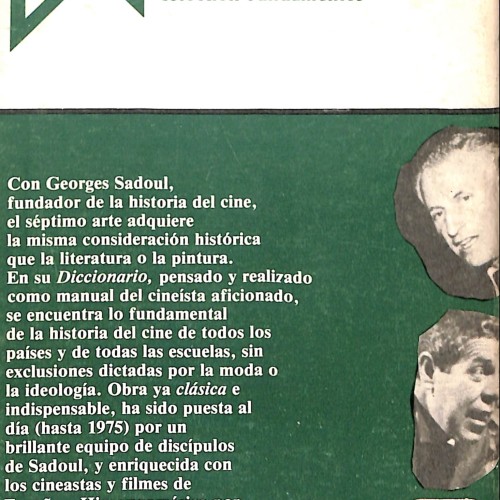 Con Georges Sadoul,
fundador de la historia del cine,
el séptimo arte adquiere
la misma consideración histórica
que la literatura o la pintura.
En su Diccionario, pensado y realizado
como manual del cineísta aficionado,
se encuentra lo fundamental
de la historia del cine de todos los
países y de todas las escuelas, sin
exclusiones dictadas por la moda o
la ideología. Obra ya clásica e
indispensable, ha sido puesta al
día (hasta 1975) por un
brillante equipo de discípulos
de Sadoul, y enriquecida con
los cineastas y filmes de